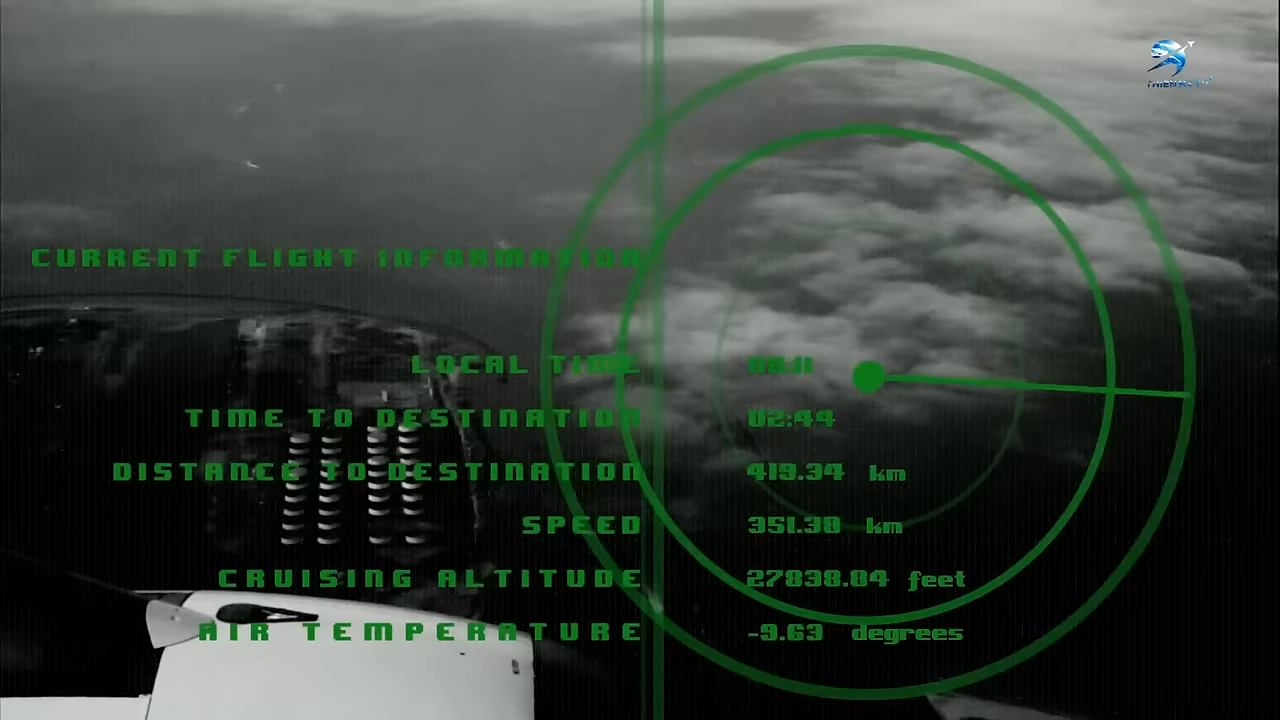 CURRENT FLIGHT INFORMATION
LOCAL TIME
TIME TO DESTINATION 02:44
DISTANCE TO DESTINATION 419.34 km
SPEED 351.30 km
CRUISING ALTITUDE 27838.84 feet
AIR TEMPERATURE -9.63 degrees